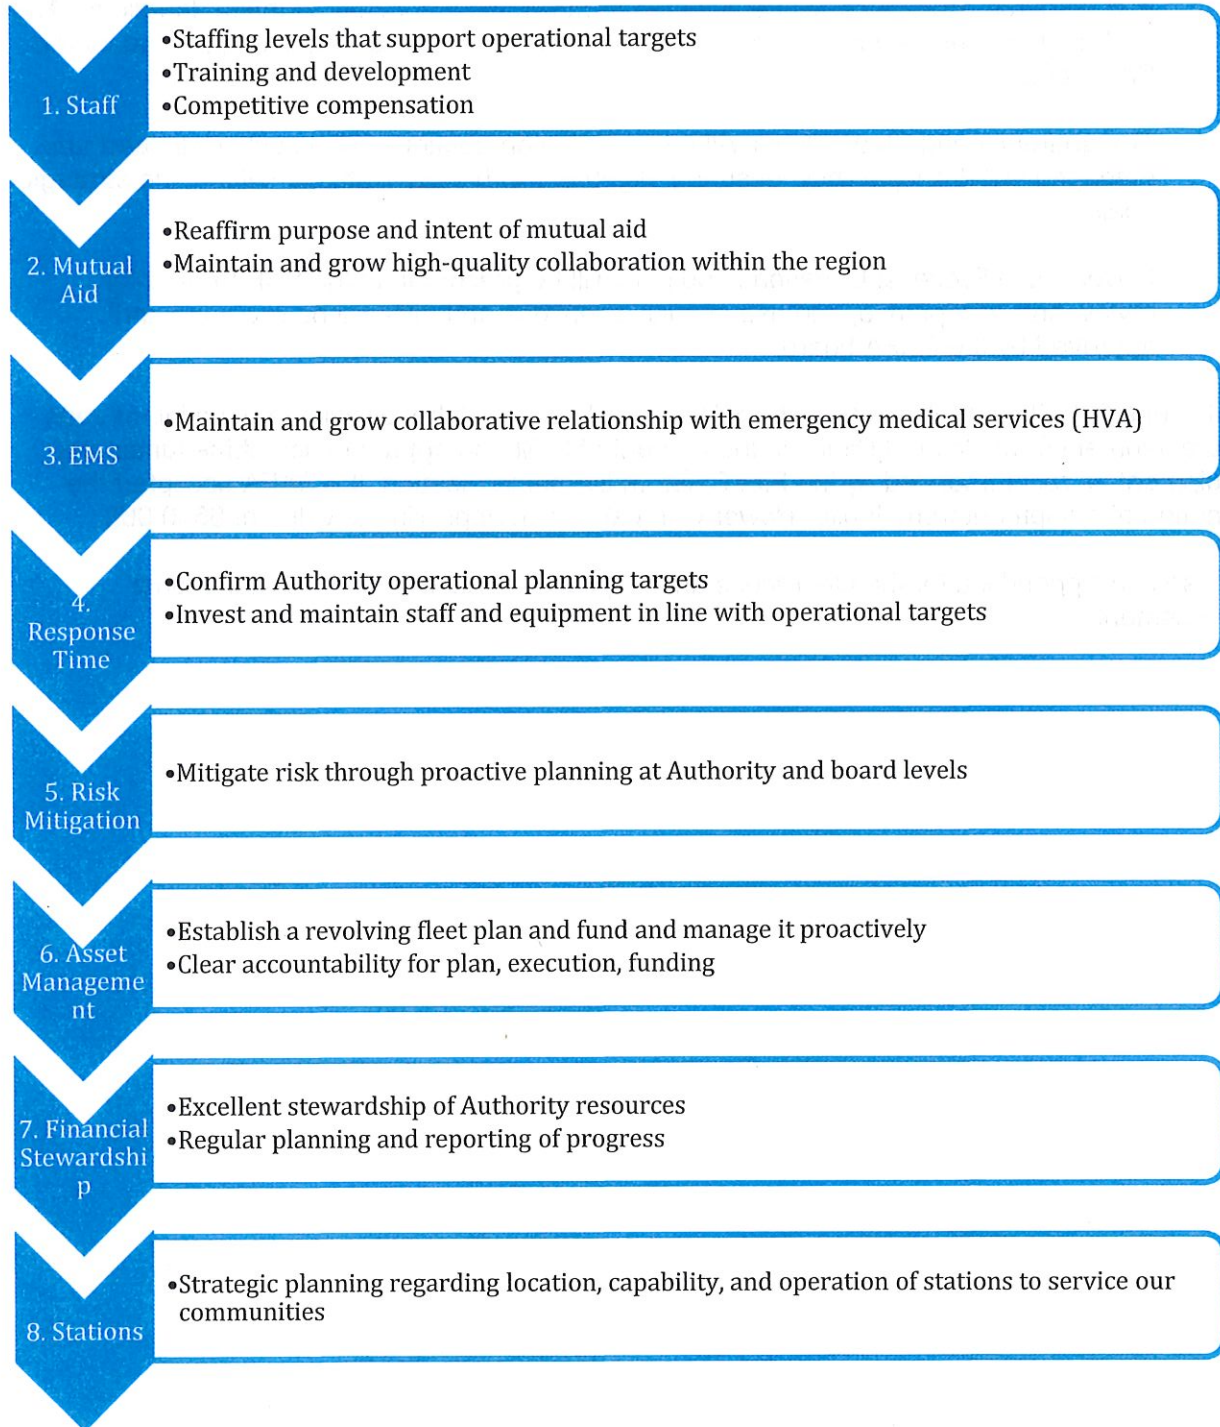 1. Staff
•Staffing levels that support operational targets
•Training and development
•Competitive compensation
2. Mutual
Aid
•Reaffirm purpose and intent of mutual aid
•Maintain and grow high-quality collaboration within the region
3. EMS
•Maintain and grow collaborative relationship with emergency medical services (HVA)
4.
Response
Time
•Confirm Authority operational planning targets
•Invest and maintain staff and equipment in line with operational targets
5. Risk
Mitigation
•Mitigate risk through proactive planning at Authority and board levels
6. Asset
Manageme
nt
•Establish a revolving fleet plan and fund and manage it proactively
•Clear accountability for plan, execution, funding
7. Financial
Stewardshi
p
•Excellent stewardship of Authority resources
•Regular planning and reporting of progress
8. Stations
•Strategic planning regarding location, capability, and operation of stations to service our
communities